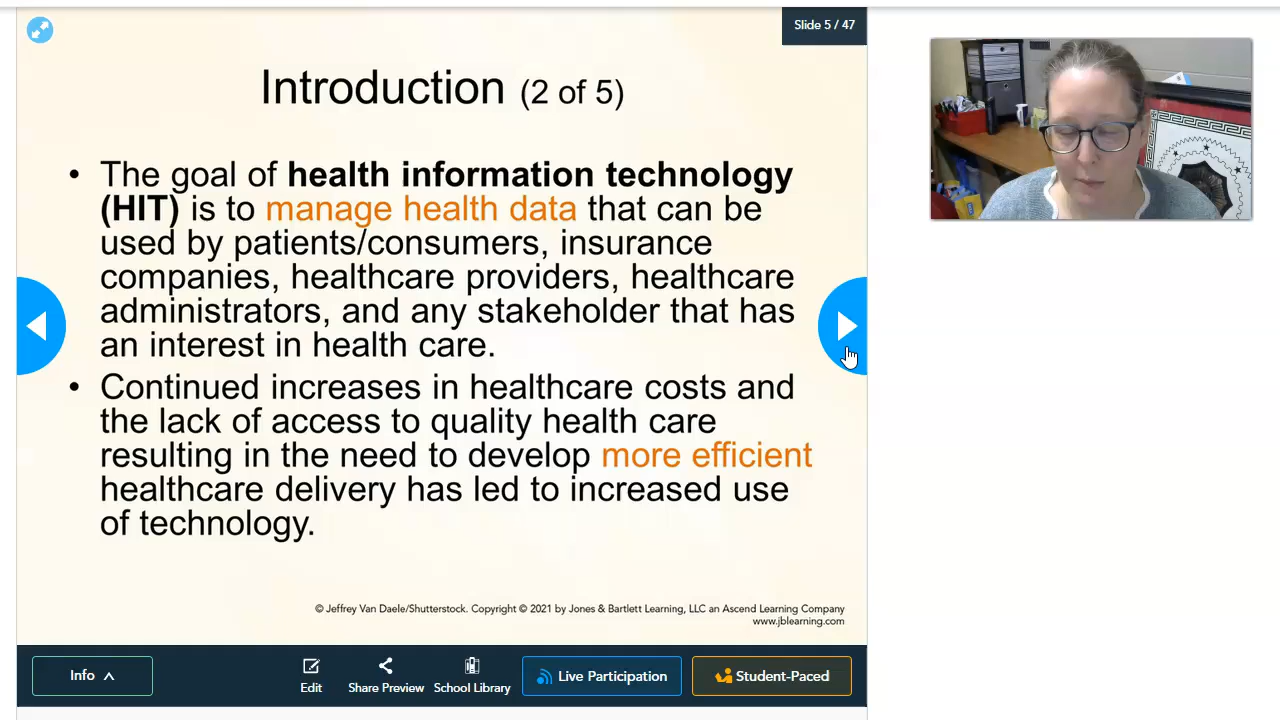 Slide 5 / 47
Introduction (2 of 5)
• The goal of health information technology
(HIT) is to manage health data that can be
used by patients/consumers, insurance
companies, healthcare providers, healthcare
administrators, and any stakeholder that has
an interest in health care.
• Continued increases in healthcare costs and
the lack of access to quality health care
resulting in the need to develop more efficient
healthcare delivery has led to increased use
of technology.
© Jeffrey Van Daele/Shutterstock. Copyright © 2021 by Jones & Bartlett Learning, LLC an Ascend Learning Company
www.jblearning.com
Info
Edit
Share Preview
School Library
Live Participation
Student-Paced